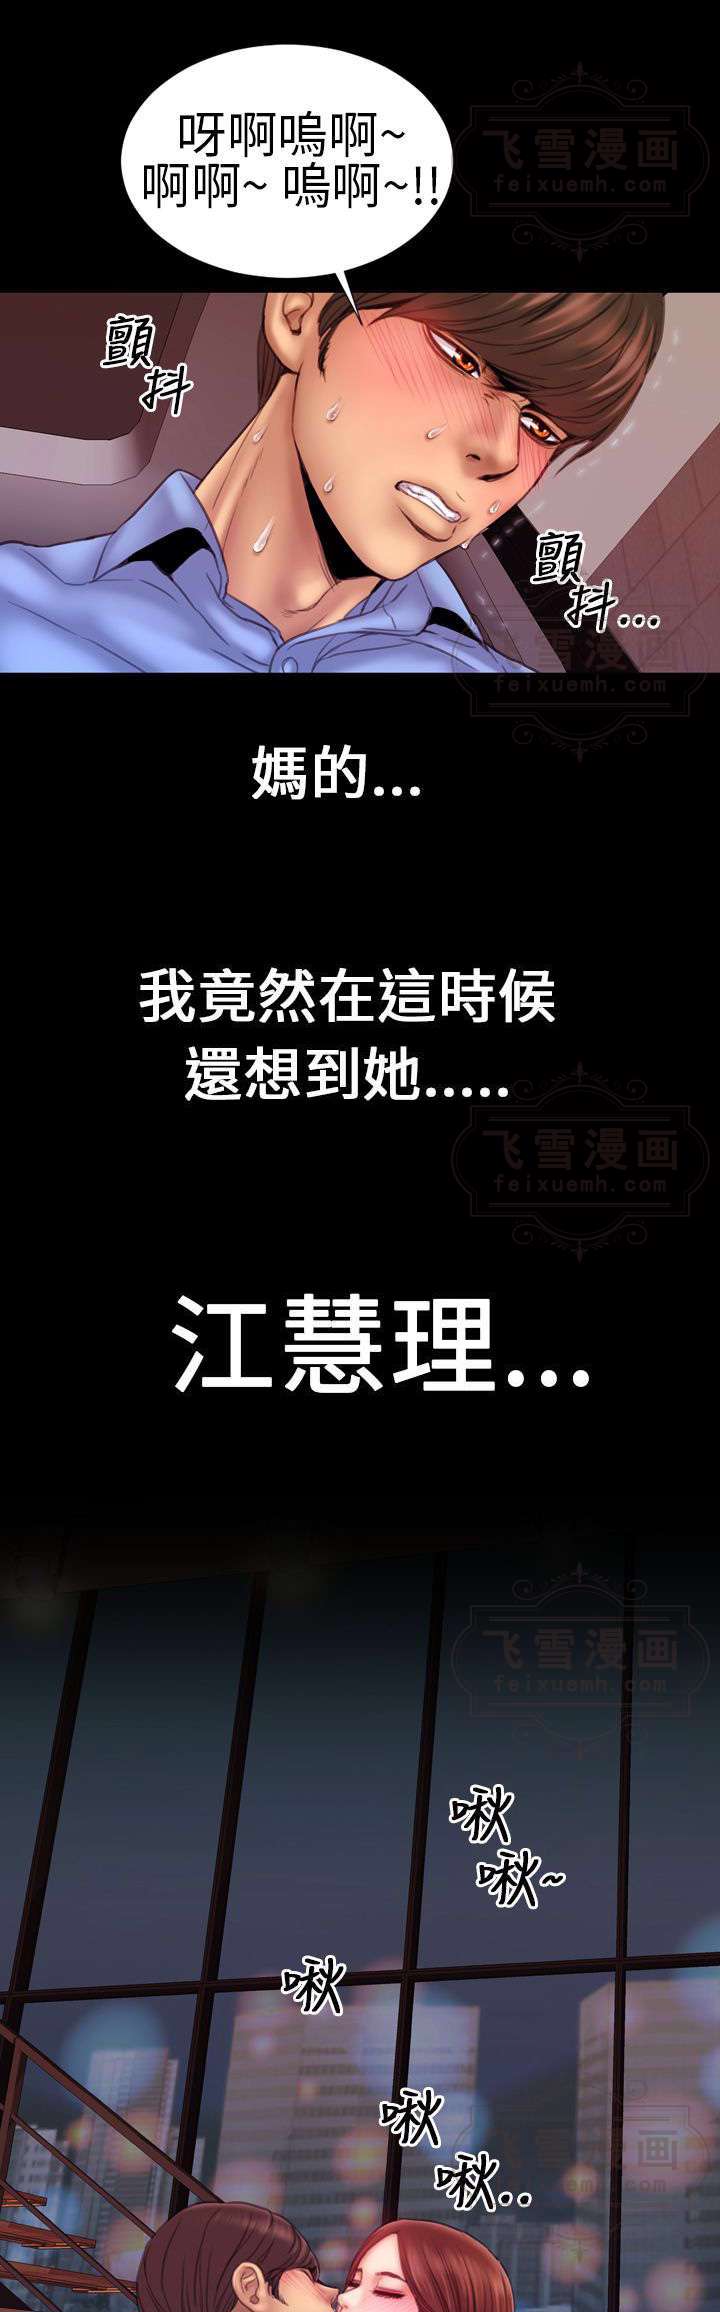 呀啊嗚啊~
啊啊~ 嗚啊~!!
飞雪漫画
feixuemh.com
顫
抖
顫
抖...
飞雪漫画
feixuemh.com
媽的...
我竟然在這時候
還想到她.....
飞雪漫画
feixuemh.com
江慧理...
飞雪漫画
feixuemh.com
啾
啾~
啾
啾
啾..
飞雪漫画
feixuemh.com